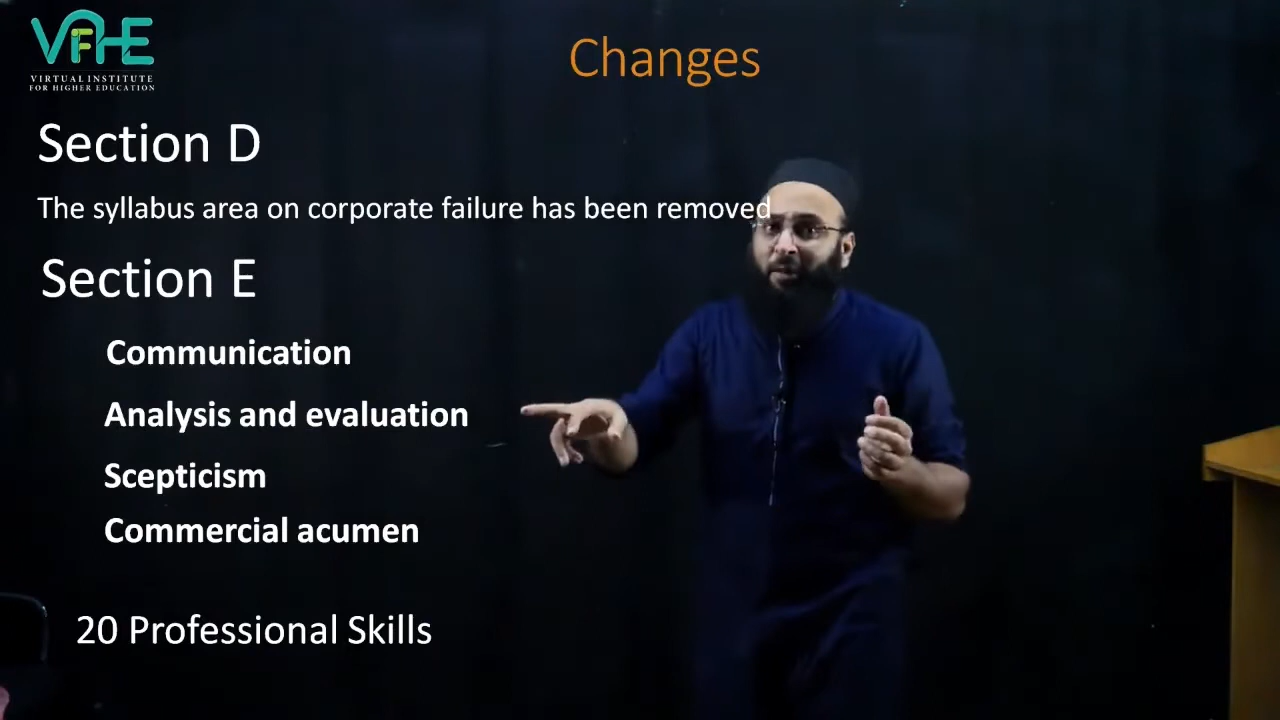 VIFHE
VIRTUAL INSTITUTE
FOR HIGHER EDUCATION
Changes
Section D
The syllabus area on corporate failure has been removed
Section E
Communication
Analysis and evaluation
Scepticism
Commercial acumen
20 Professional Skills